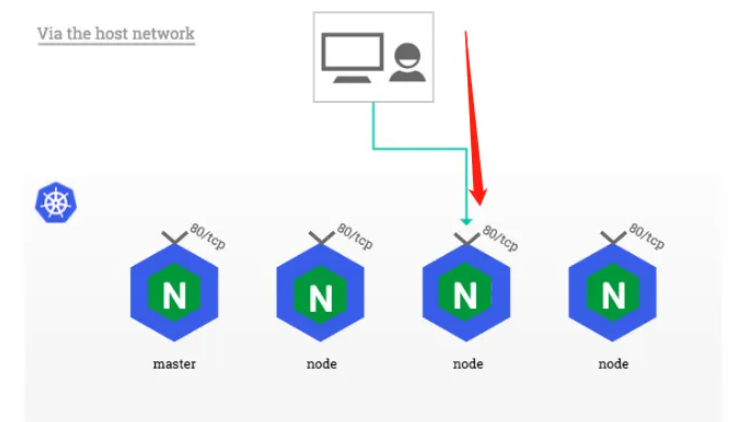 Via the host network
80/tcp
80/tcp
80/tcp
80/tcp
N
N
N
N
master
node
node
node